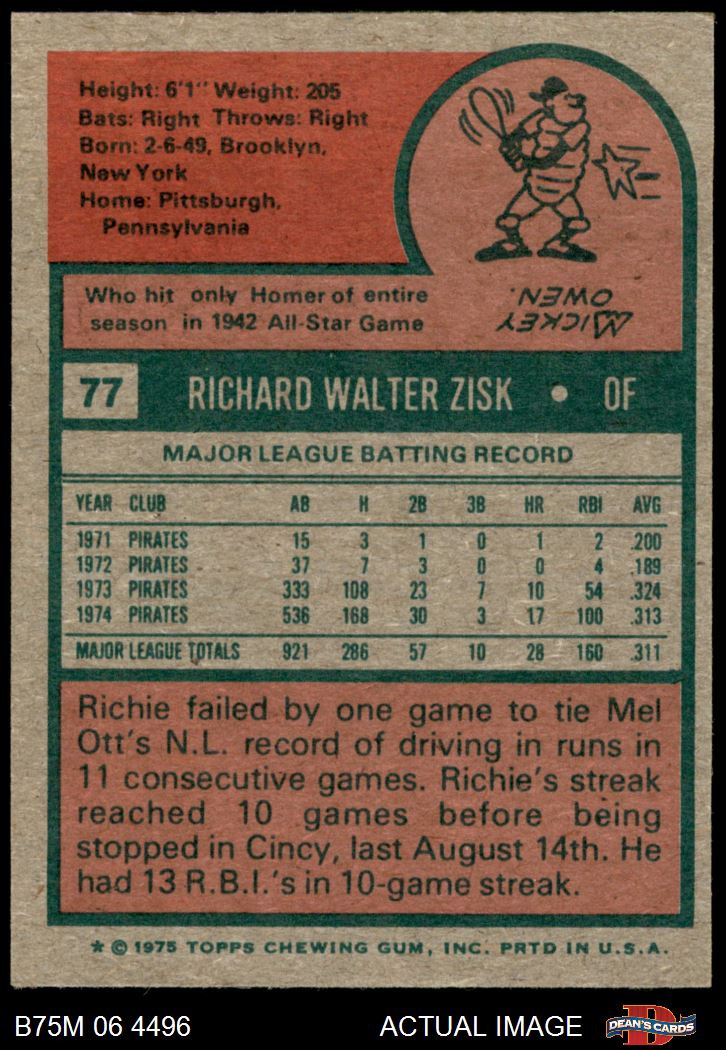 Height: 6'1" Weight: 205
Bats: Right Throws: Right
Born: 2-6-49, Brooklyn,
New York
Home: Pittsburgh,
Pennsylvania
Who hit only Homer of entire
season in 1942 All-Star Game
MICKEY
OWEN.
77 RICHARD WALTER ZISK • OF
MAJOR LEAGUE BATTING RECORD
YEAR CLUB AB H 2B 3B HR RBI AVG
1971 PIRATES 15 3 1 0 1 2 .200
1972 PIRATES 37 7 3 0 0 4 .189
1973 PIRATES 333 108 23 7 10 54 .324
1974 PIRATES 536 168 30 3 17 100 .313
MAJOR LEAGUE TOTALS 921 286 57 10 28 160 .311
Richie failed by one game to tie Mel
Ott's N.L. record of driving in runs in
11 consecutive games. Richie's streak
reached 10 games before being
stopped in Cincy, last August 14th. He
had 13 R.B.I.'s in 10-game streak.
* © 1975 TOPPS CHEWING GUM, INC. PRTD IN U.S.A.
B75M 06 4496 ACTUAL IMAGE D DEAN'S CARDS